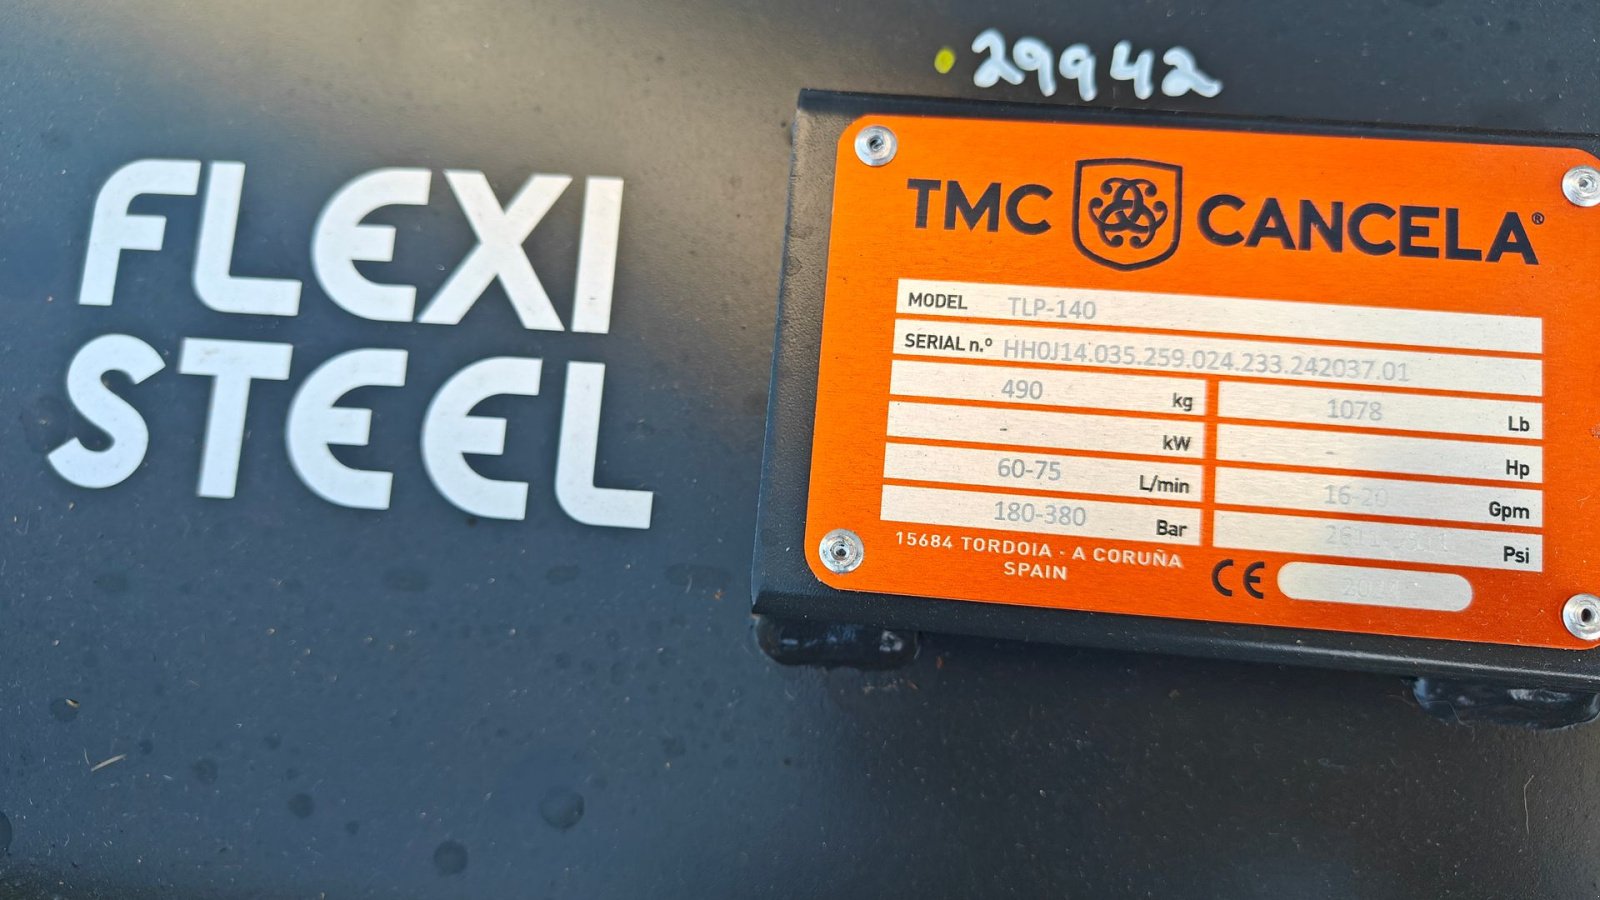 29942
FLEXI
STEEL
TMC CANCELA®
MODEL TLP-140
SERIAL n.º HH0J14.035.259.024.233.242037.01
490 kg 1078 Lb
- kW - Hp
60-75 L/min 16-20 Gpm
180-380 Bar Psi
15684 TORDOIA - A CORUÑA
SPAIN
CE